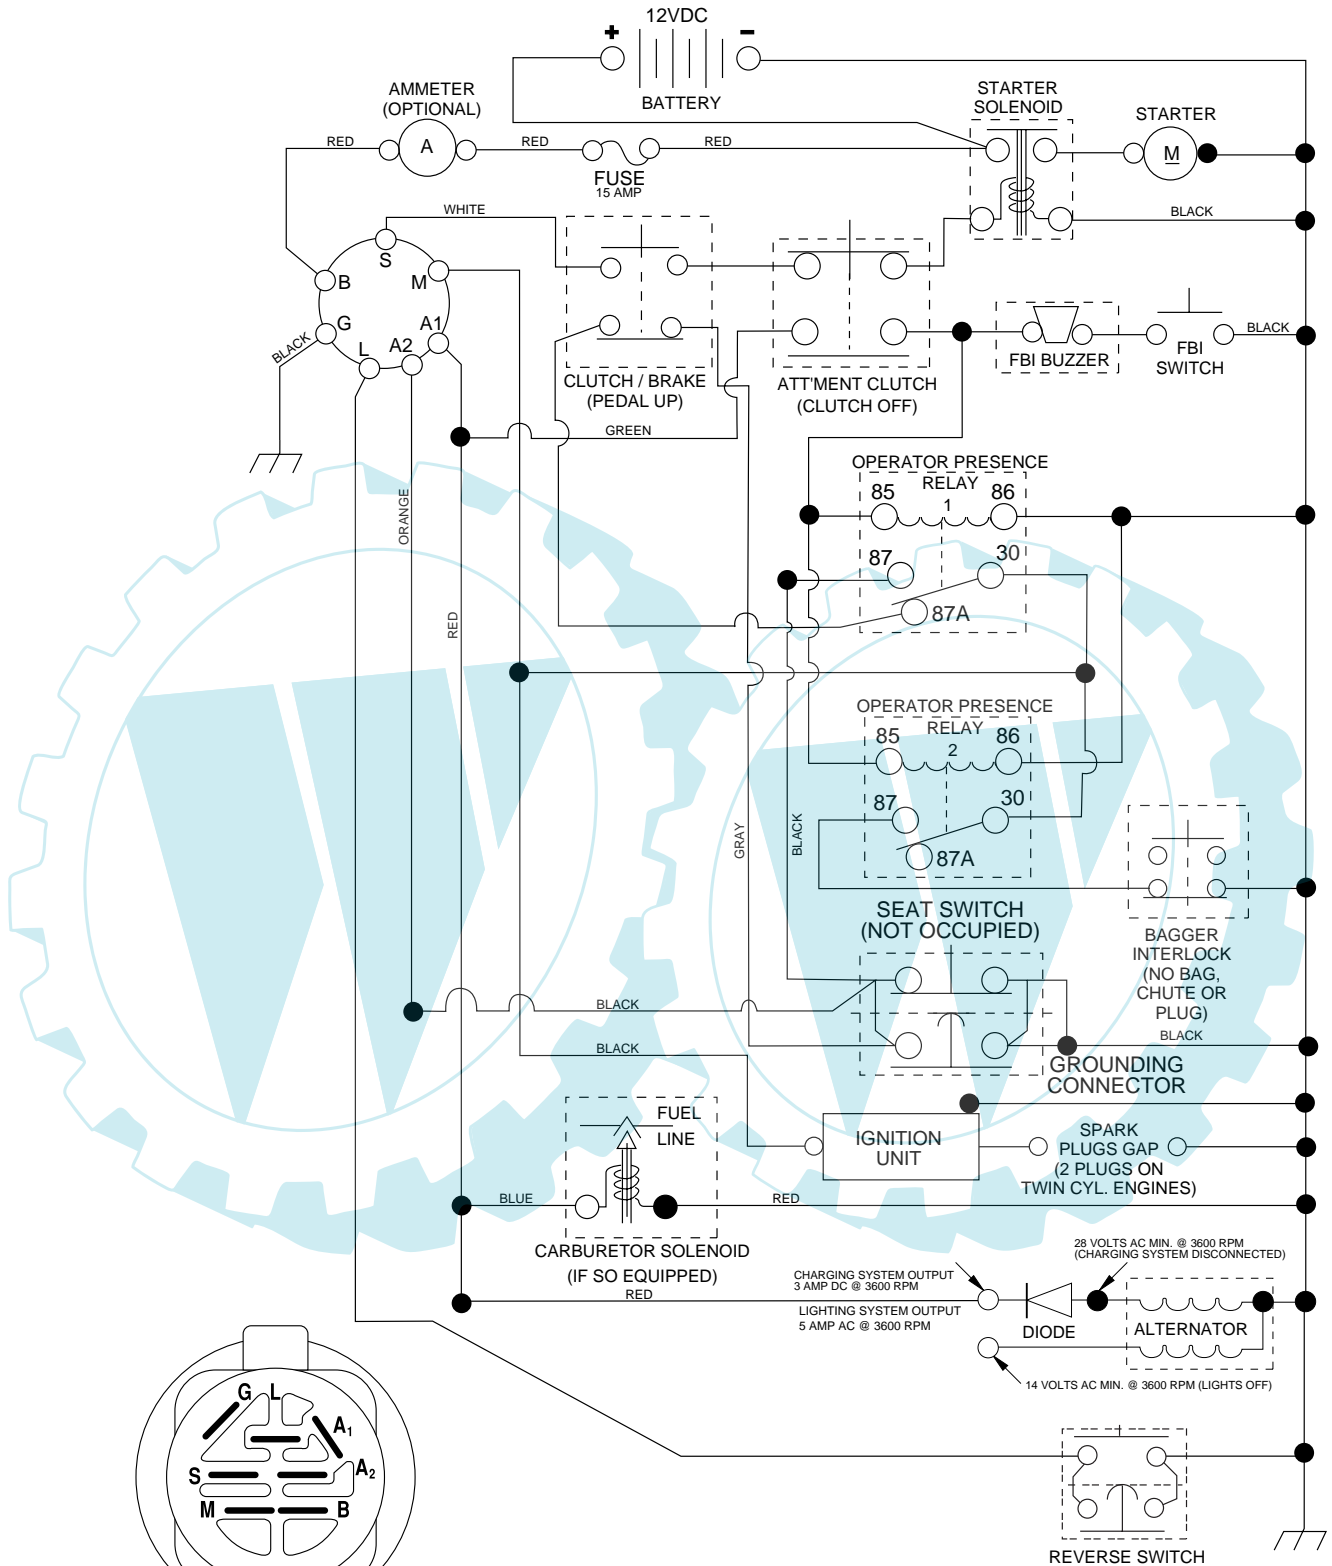 12VDC
+
-
BATTERY
AMMETER
(OPTIONAL)
A
RED
RED
RED
FUSE
15 AMP
STARTER
SOLENOID
STARTER
M
BLACK
WHITE
S
B
M
G
A1
L
A2
BLACK
CLUTCH / BRAKE
(PEDAL UP)
ATT'MENT CLUTCH
(CLUTCH OFF)
FBI BUZZER
FBI
SWITCH
BLACK
GREEN
ORANGE
RED
OPERATOR PRESENCE
RELAY
1
85
86
87
30
87A
OPERATOR PRESENCE
RELAY
2
85
86
87
30
87A
GRAY
BLACK
SEAT SWITCH
(NOT OCCUPIED)
BAGGER
INTERLOCK
(NO BAG,
CHUTE OR
PLUG)
BLACK
BLACK
BLACK
GROUNDING
CONNECTOR
FUEL
LINE
IGNITION
UNIT
SPARK
PLUGS GAP
(2 PLUGS ON
TWIN CYL. ENGINES)
BLUE
RED
CARBURETOR SOLENOID
(IF SO EQUIPPED)
RED
28 VOLTS AC MIN. @ 3600 RPM
(CHARGING SYSTEM DISCONNECTED)
CHARGING SYSTEM OUTPUT
3 AMP DC @ 3600 RPM
LIGHTING SYSTEM OUTPUT
5 AMP AC @ 3600 RPM
DIODE
ALTERNATOR
14 VOLTS AC MIN. @ 3600 RPM (LIGHTS OFF)
G
L
A1
A2
S
M
B
REVERSE SWITCH